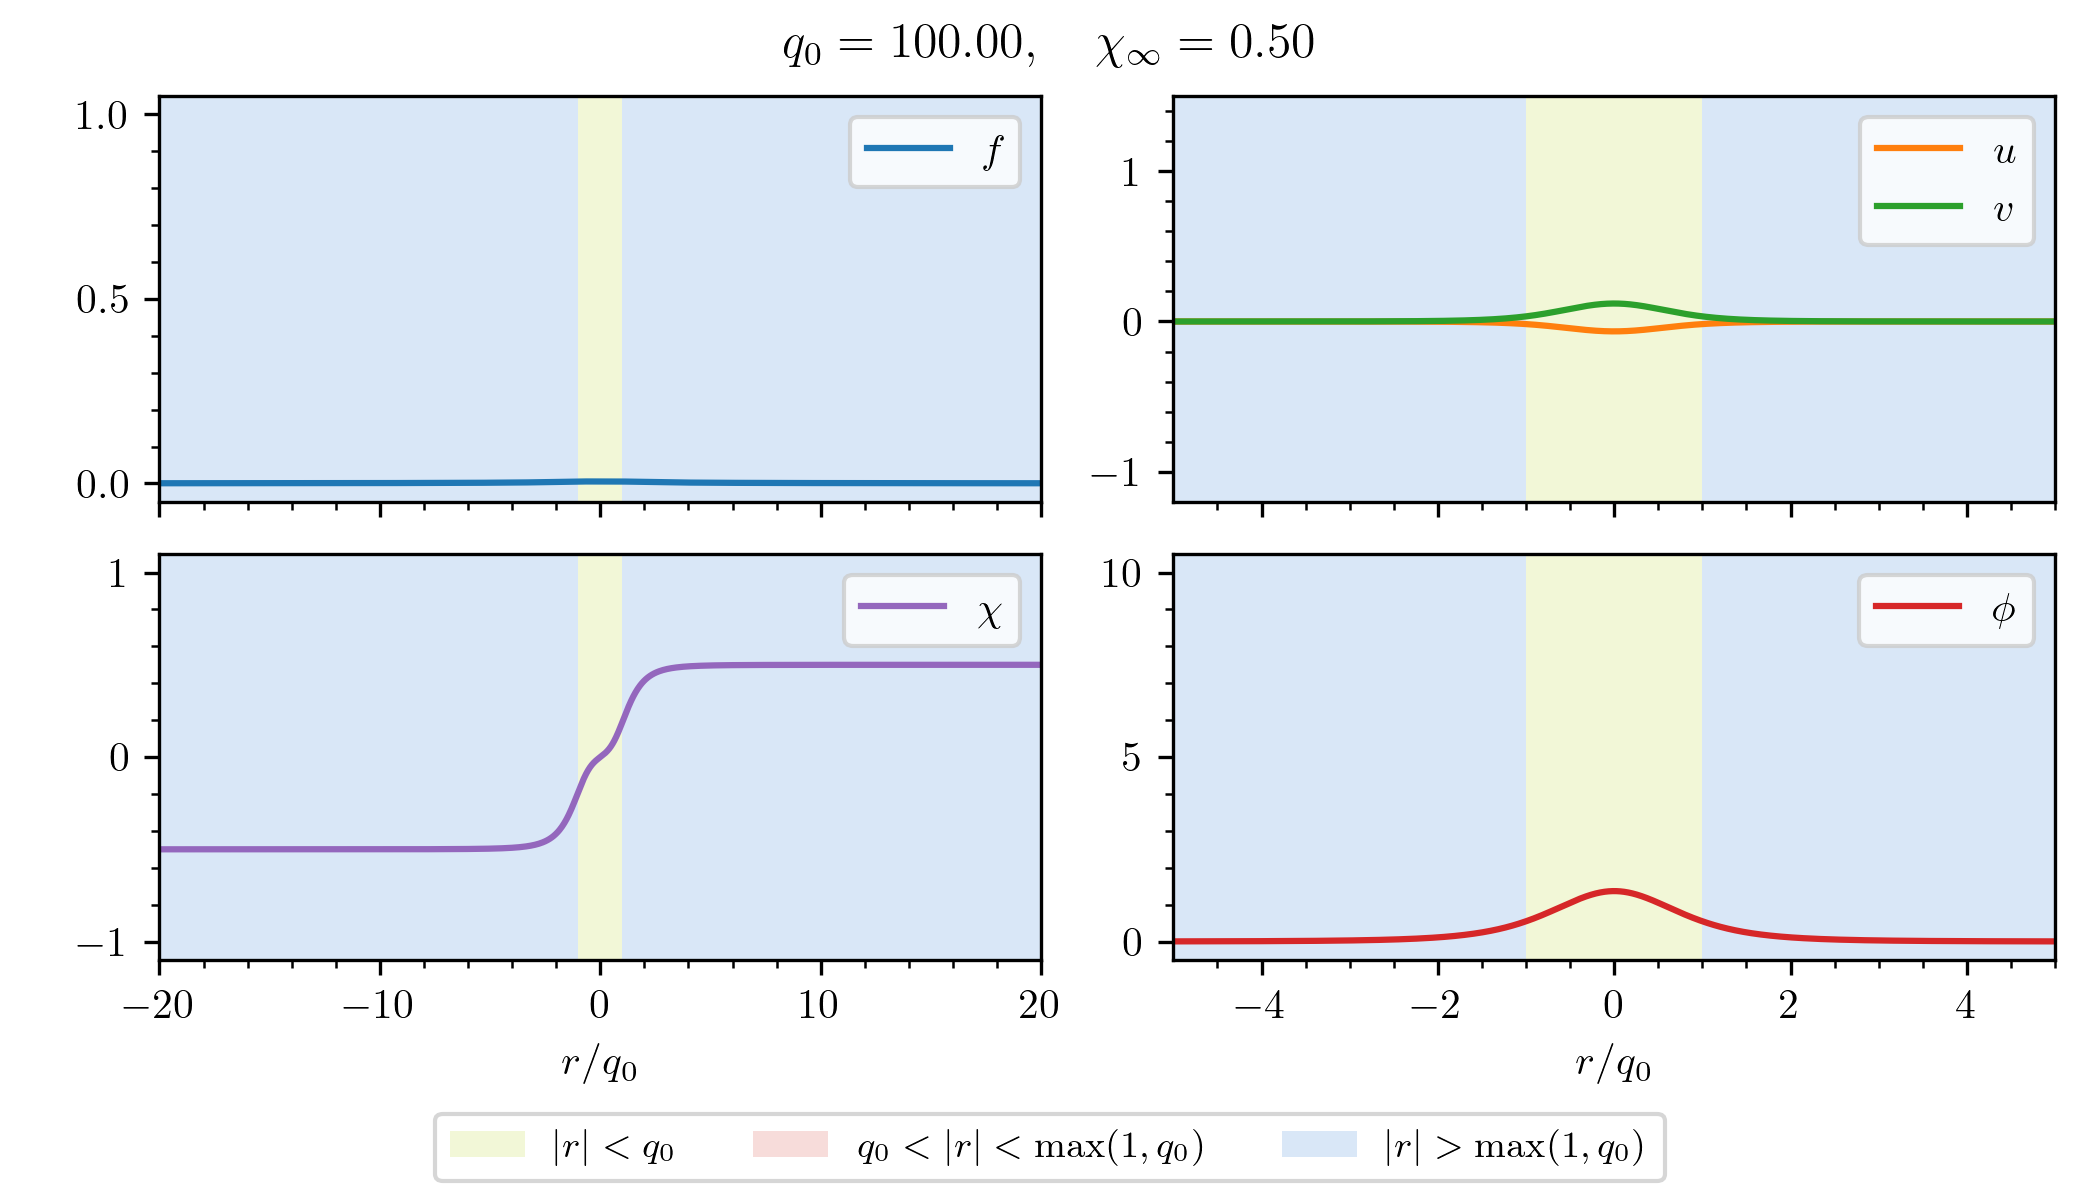 q₀ = 100.00, χ∞ = 0.50
1.0
0.5
0.0
f
1
0
−1
u
v
1
0
−1
χ
−20 −10 0 10 20
r/q₀
10
5
0
ϕ
−4 −2 0 2 4
r/q₀
|r| < q₀ q₀ < |r| < max(1, q₀) |r| > max(1, q₀)